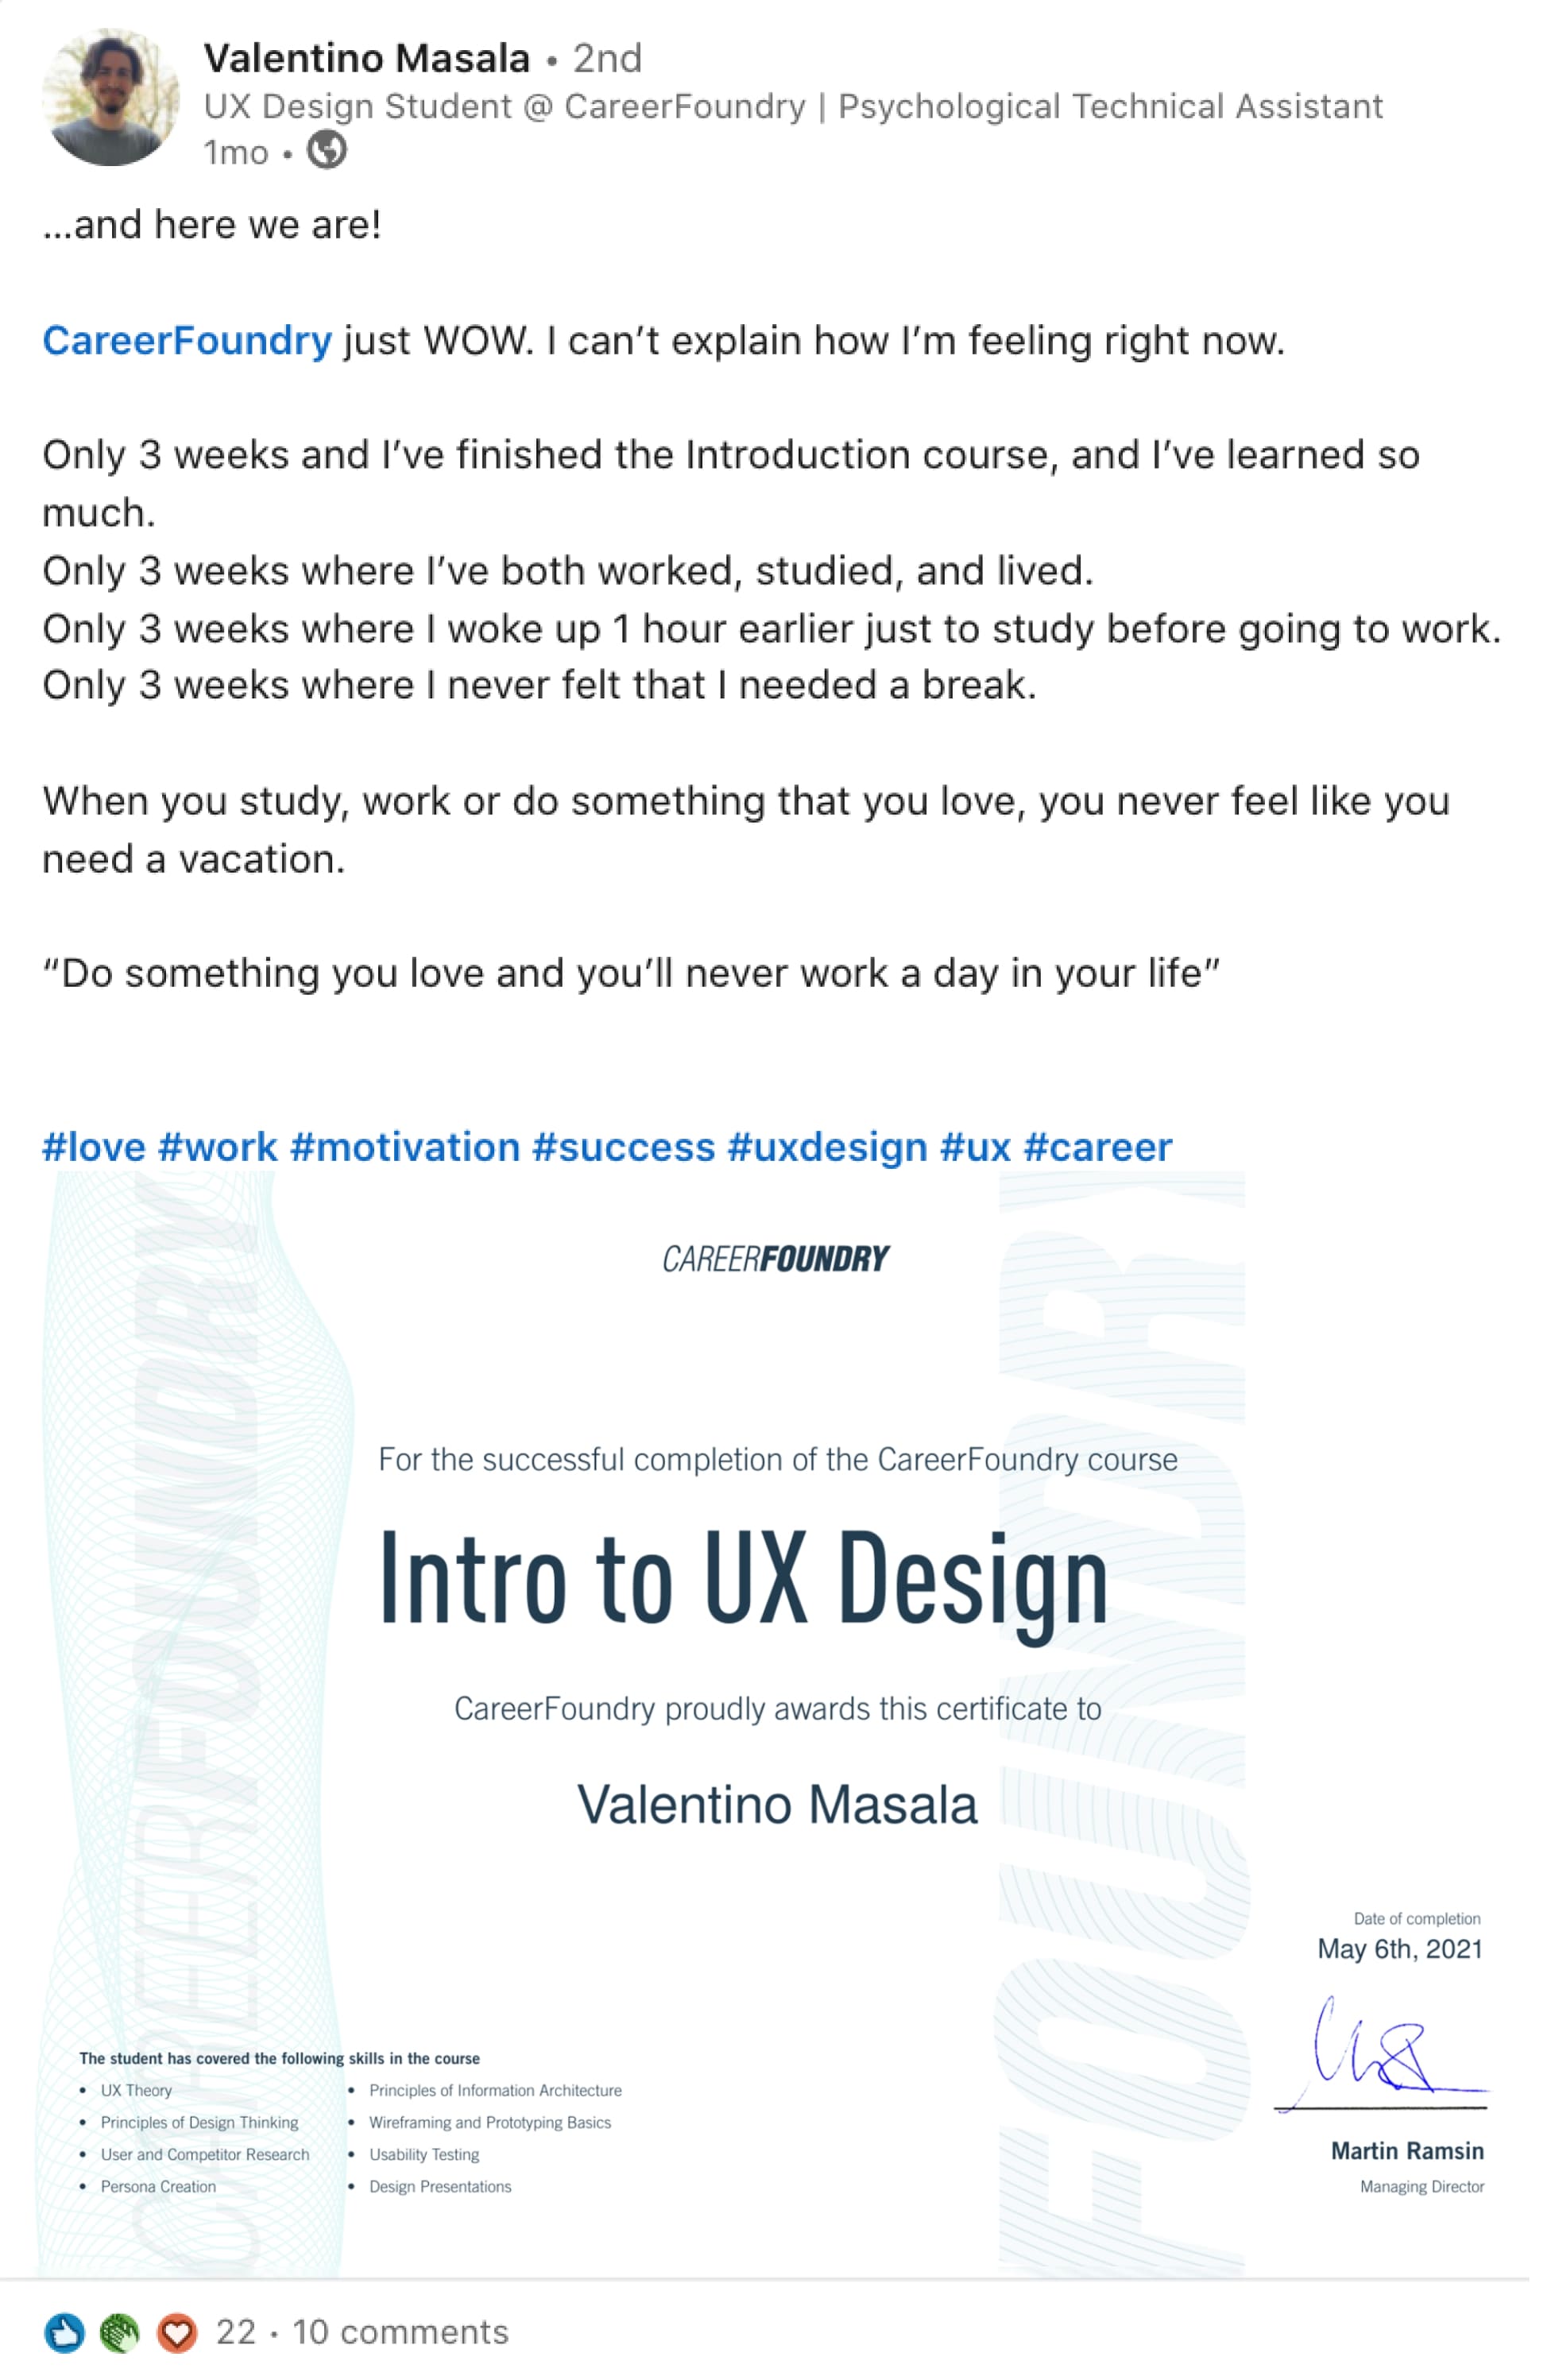 Valentino Masala • 2nd
UX Design Student @ CareerFoundry | Psychological Technical Assistant
1mo •
...and here we are!
CareerFoundry just WOW. I can’t explain how I’m feeling right now.
Only 3 weeks and I’ve finished the Introduction course, and I’ve learned so
much.
Only 3 weeks where I’ve both worked, studied, and lived.
Only 3 weeks where I woke up 1 hour earlier just to study before going to work.
Only 3 weeks where I never felt that I needed a break.
When you study, work or do something that you love, you never feel like you
need a vacation.
“Do something you love and you’ll never work a day in your life”
#love #work #motivation #success #uxdesign #ux #career
CAREERFOUNDRY
CAREERFOUNDRY
FOUNDRY
For the successful completion of the CareerFoundry course
Intro to UX Design
CareerFoundry proudly awards this certificate to
Valentino Masala
Date of completion
May 6th, 2021
The student has covered the following skills in the course
• UX Theory
• Principles of Design Thinking
• User and Competitor Research
• Persona Creation
• Principles of Information Architecture
• Wireframing and Prototyping Basics
• Usability Testing
• Design Presentations
Martin Ramsin
Managing Director
22 • 10 comments